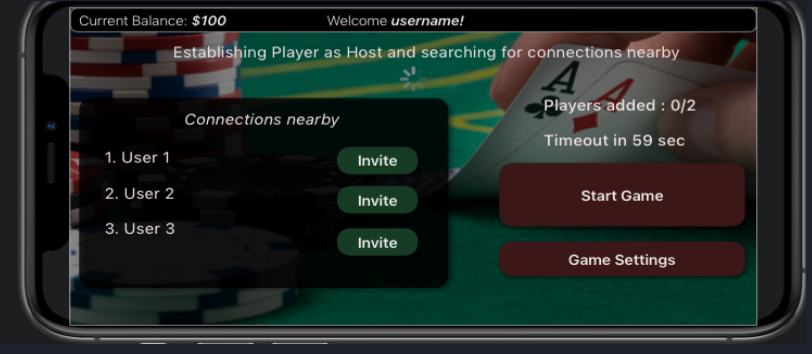 Current Balance: $100
Welcome username!
Establishing Player as Host and searching for connections nearby
Connections nearby
1. User 1
Invite
2. User 2
Invite
3. User 3
Invite
Players added : 0/2
Timeout in 59 sec
Start Game
Game Settings
A
A